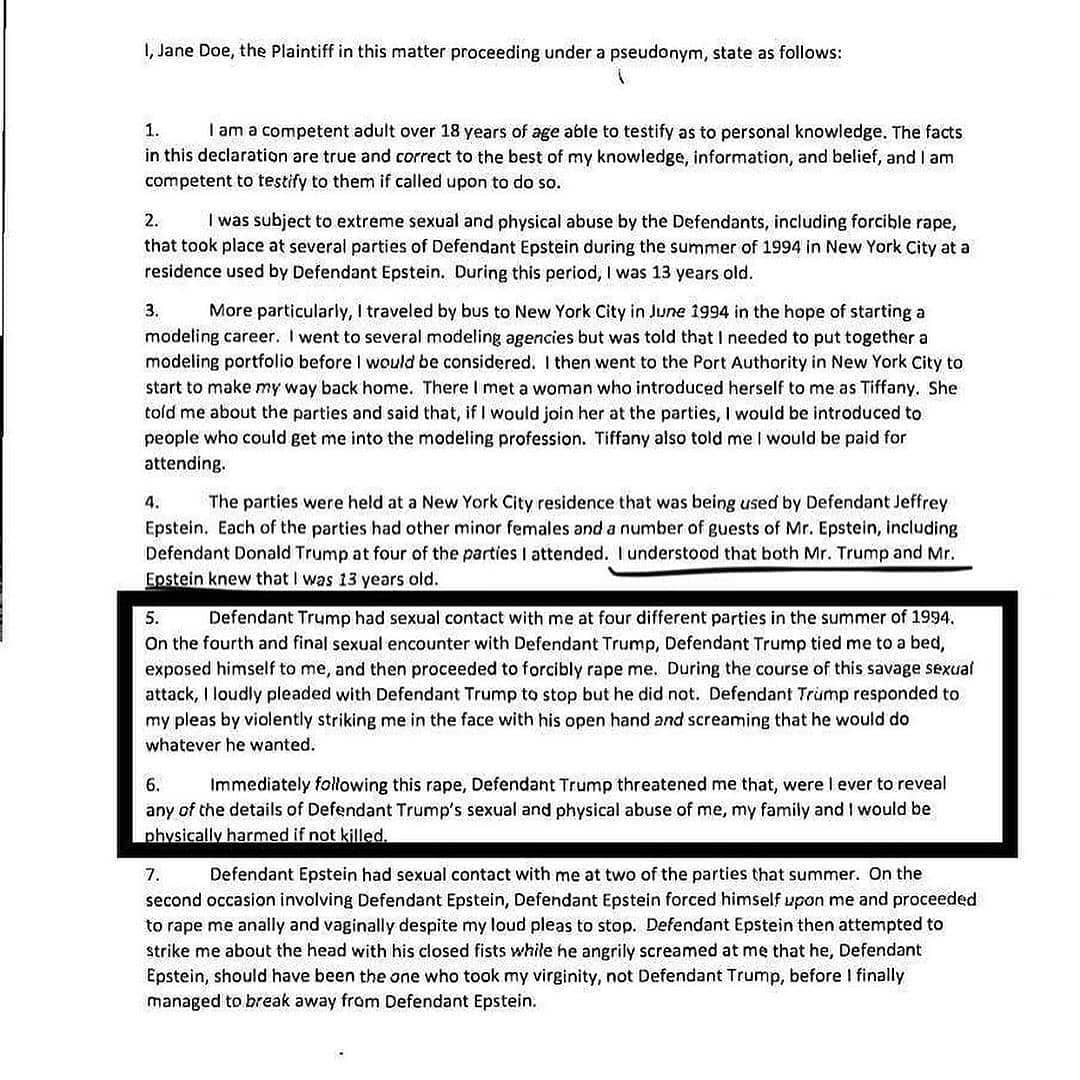 I, Jane Doe, the Plaintiff in this matter proceeding under a pseudonym, state as follows:
1. I am a competent adult over 18 years of age able to testify as to personal knowledge. The facts
in this declaration are true and correct to the best of my knowledge, information, and belief, and I am
competent to testify to them if called upon to do so.
2. I was subject to extreme sexual and physical abuse by the Defendants, including forcible rape,
that took place at several parties of Defendant Epstein during the summer of 1994 in New York City at a
residence used by Defendant Epstein. During this period, I was 13 years old.
3. More particularly, I traveled by bus to New York City in June 1994 in the hope of starting a
modeling career. I went to several modeling agencies but was told that I needed to put together a
modeling portfolio before I would be considered. I then went to the Port Authority in New York City to
start to make my way back home. There I met a woman who introduced herself to me as Tiffany. She
told me about the parties and said that, if I would join her at the parties, I would be introduced to
people who could get me into the modeling profession. Tiffany also told me I would be paid for
attending.
4. The parties were held at a New York City residence that was being used by Defendant Jeffrey
Epstein. Each of the parties had other minor females and a number of guests of Mr. Epstein, including
Defendant Donald Trump at four of the parties I attended. I understood that both Mr. Trump and Mr.
Epstein knew that I was 13 years old.
5. Defendant Trump had sexual contact with me at four different parties in the summer of 1994.
On the fourth and final sexual encounter with Defendant Trump, Defendant Trump tied me to a bed,
exposed himself to me, and then proceeded to forcibly rape me. During the course of this savage sexual
attack, I loudly pleaded with Defendant Trump to stop but he did not. Defendant Trump responded to
my pleas by violently striking me in the face with his open hand and screaming that he would do
whatever he wanted.
6. Immediately following this rape, Defendant Trump threatened me that, were I ever to reveal
any of the details of Defendant Trump's sexual and physical abuse of me, my family and I would be
physically harmed if not killed.
7. Defendant Epstein had sexual contact with me at two of the parties that summer. On the
second occasion involving Defendant Epstein, Defendant Epstein forced himself upon me and proceeded
to rape me anally and vaginally despite my loud pleas to stop. Defendant Epstein then attempted to
strike me about the head with his closed fists while he angrily screamed at me that he, Defendant
Epstein, should have been the one who took my virginity, not Defendant Trump, before I finally
managed to break away from Defendant Epstein.